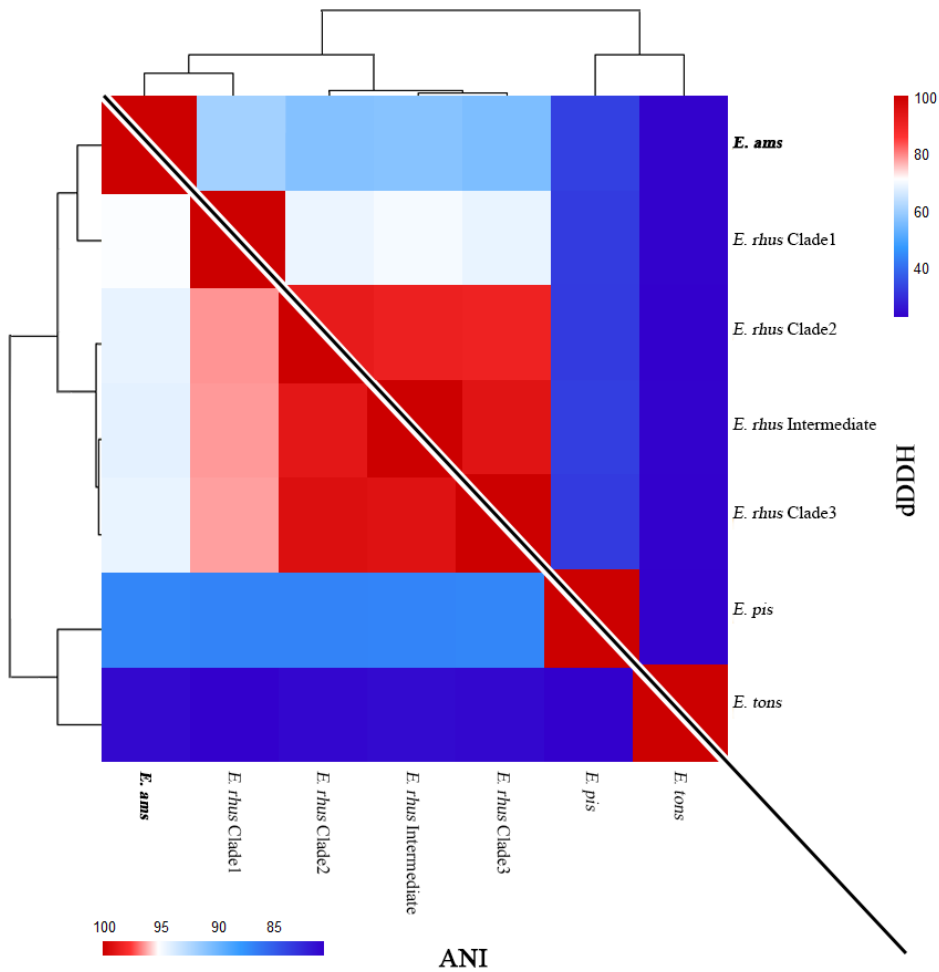 E. ams
E. rhus Clade1
E. rhus Clade2
E. rhus Intermediate
E. rhus Clade3
E. pis
E. tons
100
80
60
40
dDDH
E. ams
E. rhus Clade1
E. rhus Clade2
E. rhus Intermediate
E. rhus Clade3
E. pis
E. tons
100 95 90 85
ANI